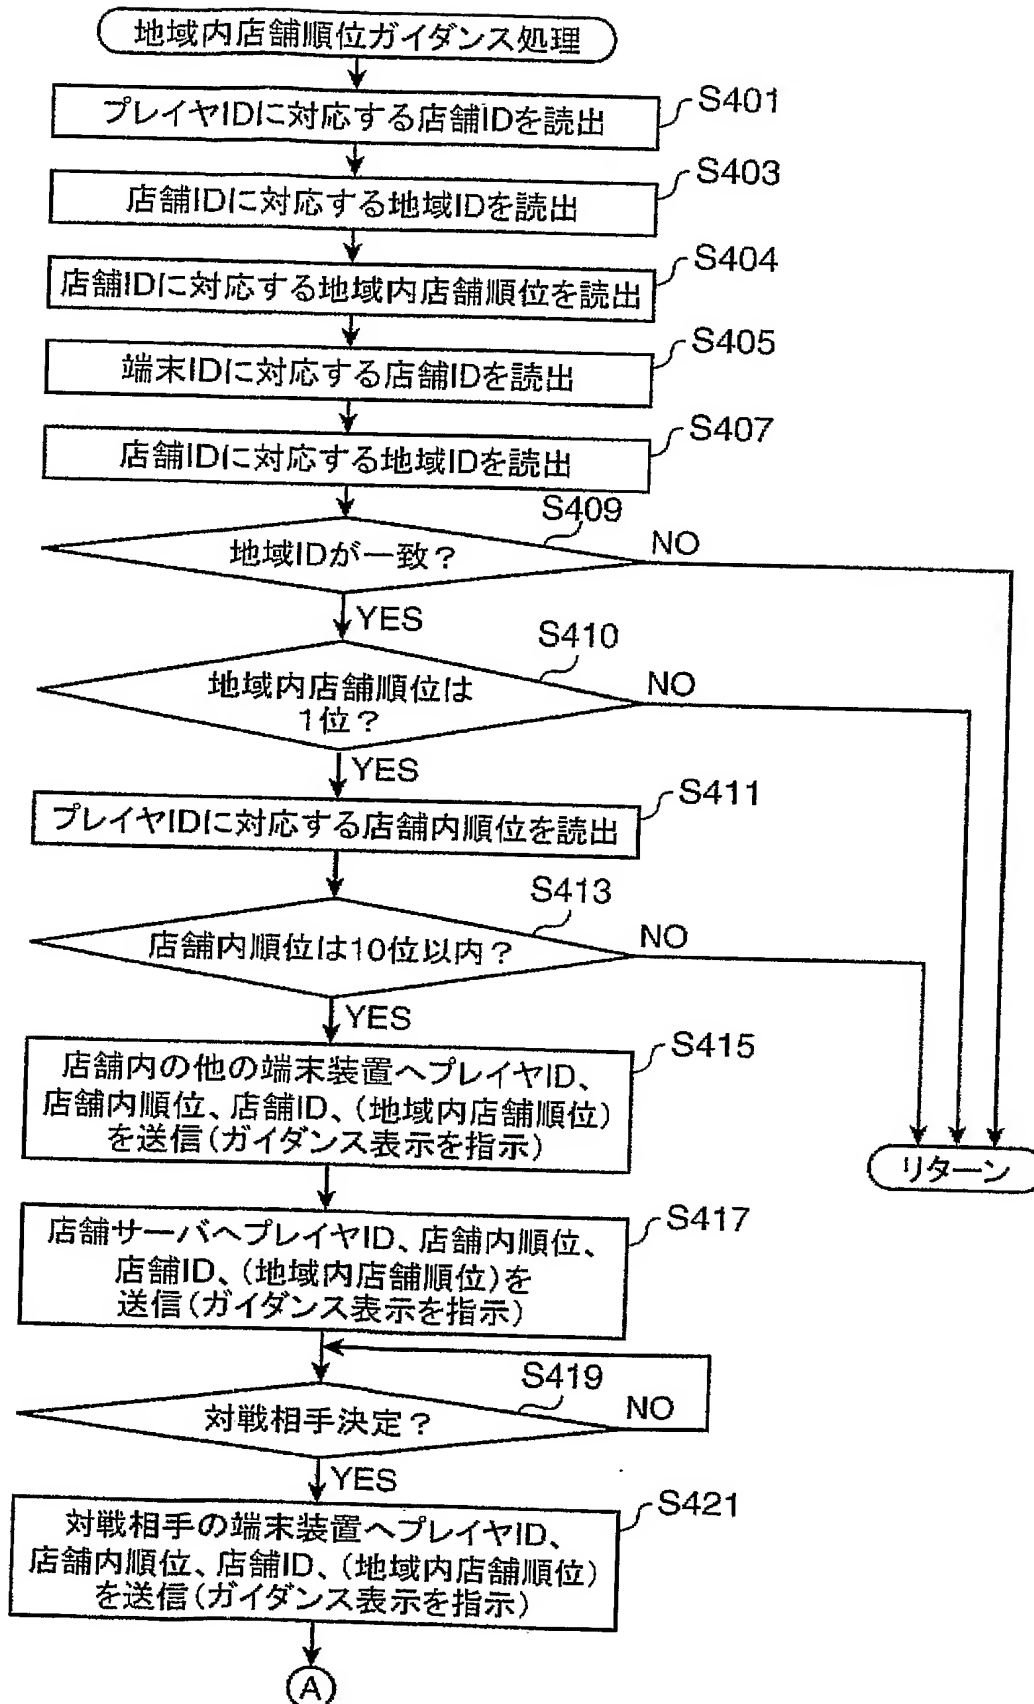 地域内店舗順位ガイダンス処理
プレイヤIDに対応する店舗IDを読出
S401
店舗IDに対応する地域IDを読出
S403
店舗IDに対応する地域内店舗順位を読出
S404
端末IDに対応する店舗IDを読出
S405
店舗IDに対応する地域IDを読出
S407
地域IDが一致?
S409
NO
YES
地域内店舗順位は
1位?
S410
NO
YES
プレイヤIDに対応する店舗内順位を読出
S411
店舗内順位は10位以内?
S413
NO
YES
店舗内の他の端末装置へプレイヤID、
店舗内順位、店舗ID、(地域内店舗順位)
を送信(ガイダンス表示を指示)
S415
リターン
店舗サーバへプレイヤID、店舗内順位、
店舗ID、(地域内店舗順位)を
送信(ガイダンス表示を指示)
S417
対戦相手決定?
S419
NO
YES
対戦相手の端末装置へプレイヤID、
店舗内順位、店舗ID、(地域内店舗順位)
を送信(ガイダンス表示を指示)
S421
A